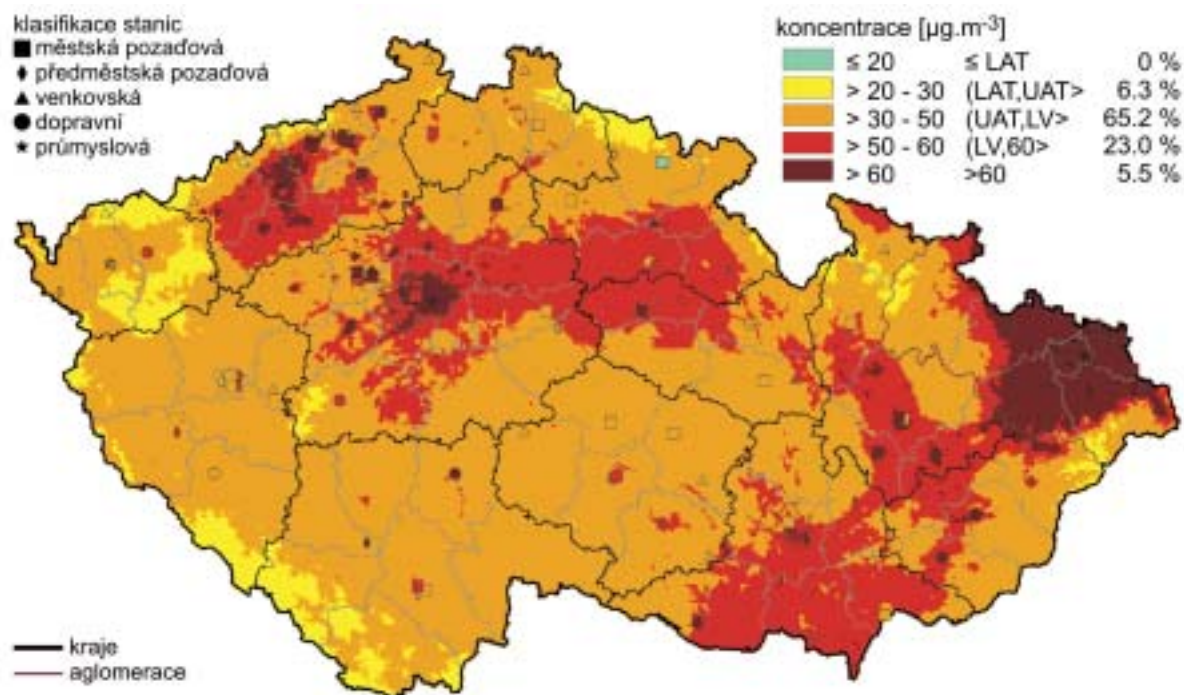 klasifikace stanic
městská pozaďová
předměstská pozaďová
venkovská
dopravní
průmyslová
koncentrace [µg.m-3]
≤ 20 ≤ LAT 0 %
> 20 - 30 (LAT,UAT> 6.3 %
> 30 - 50 (UAT,LV> 65.2 %
> 50 - 60 (LV,60> 23.0 %
> 60 >60 5.5 %
kraje
aglomerace